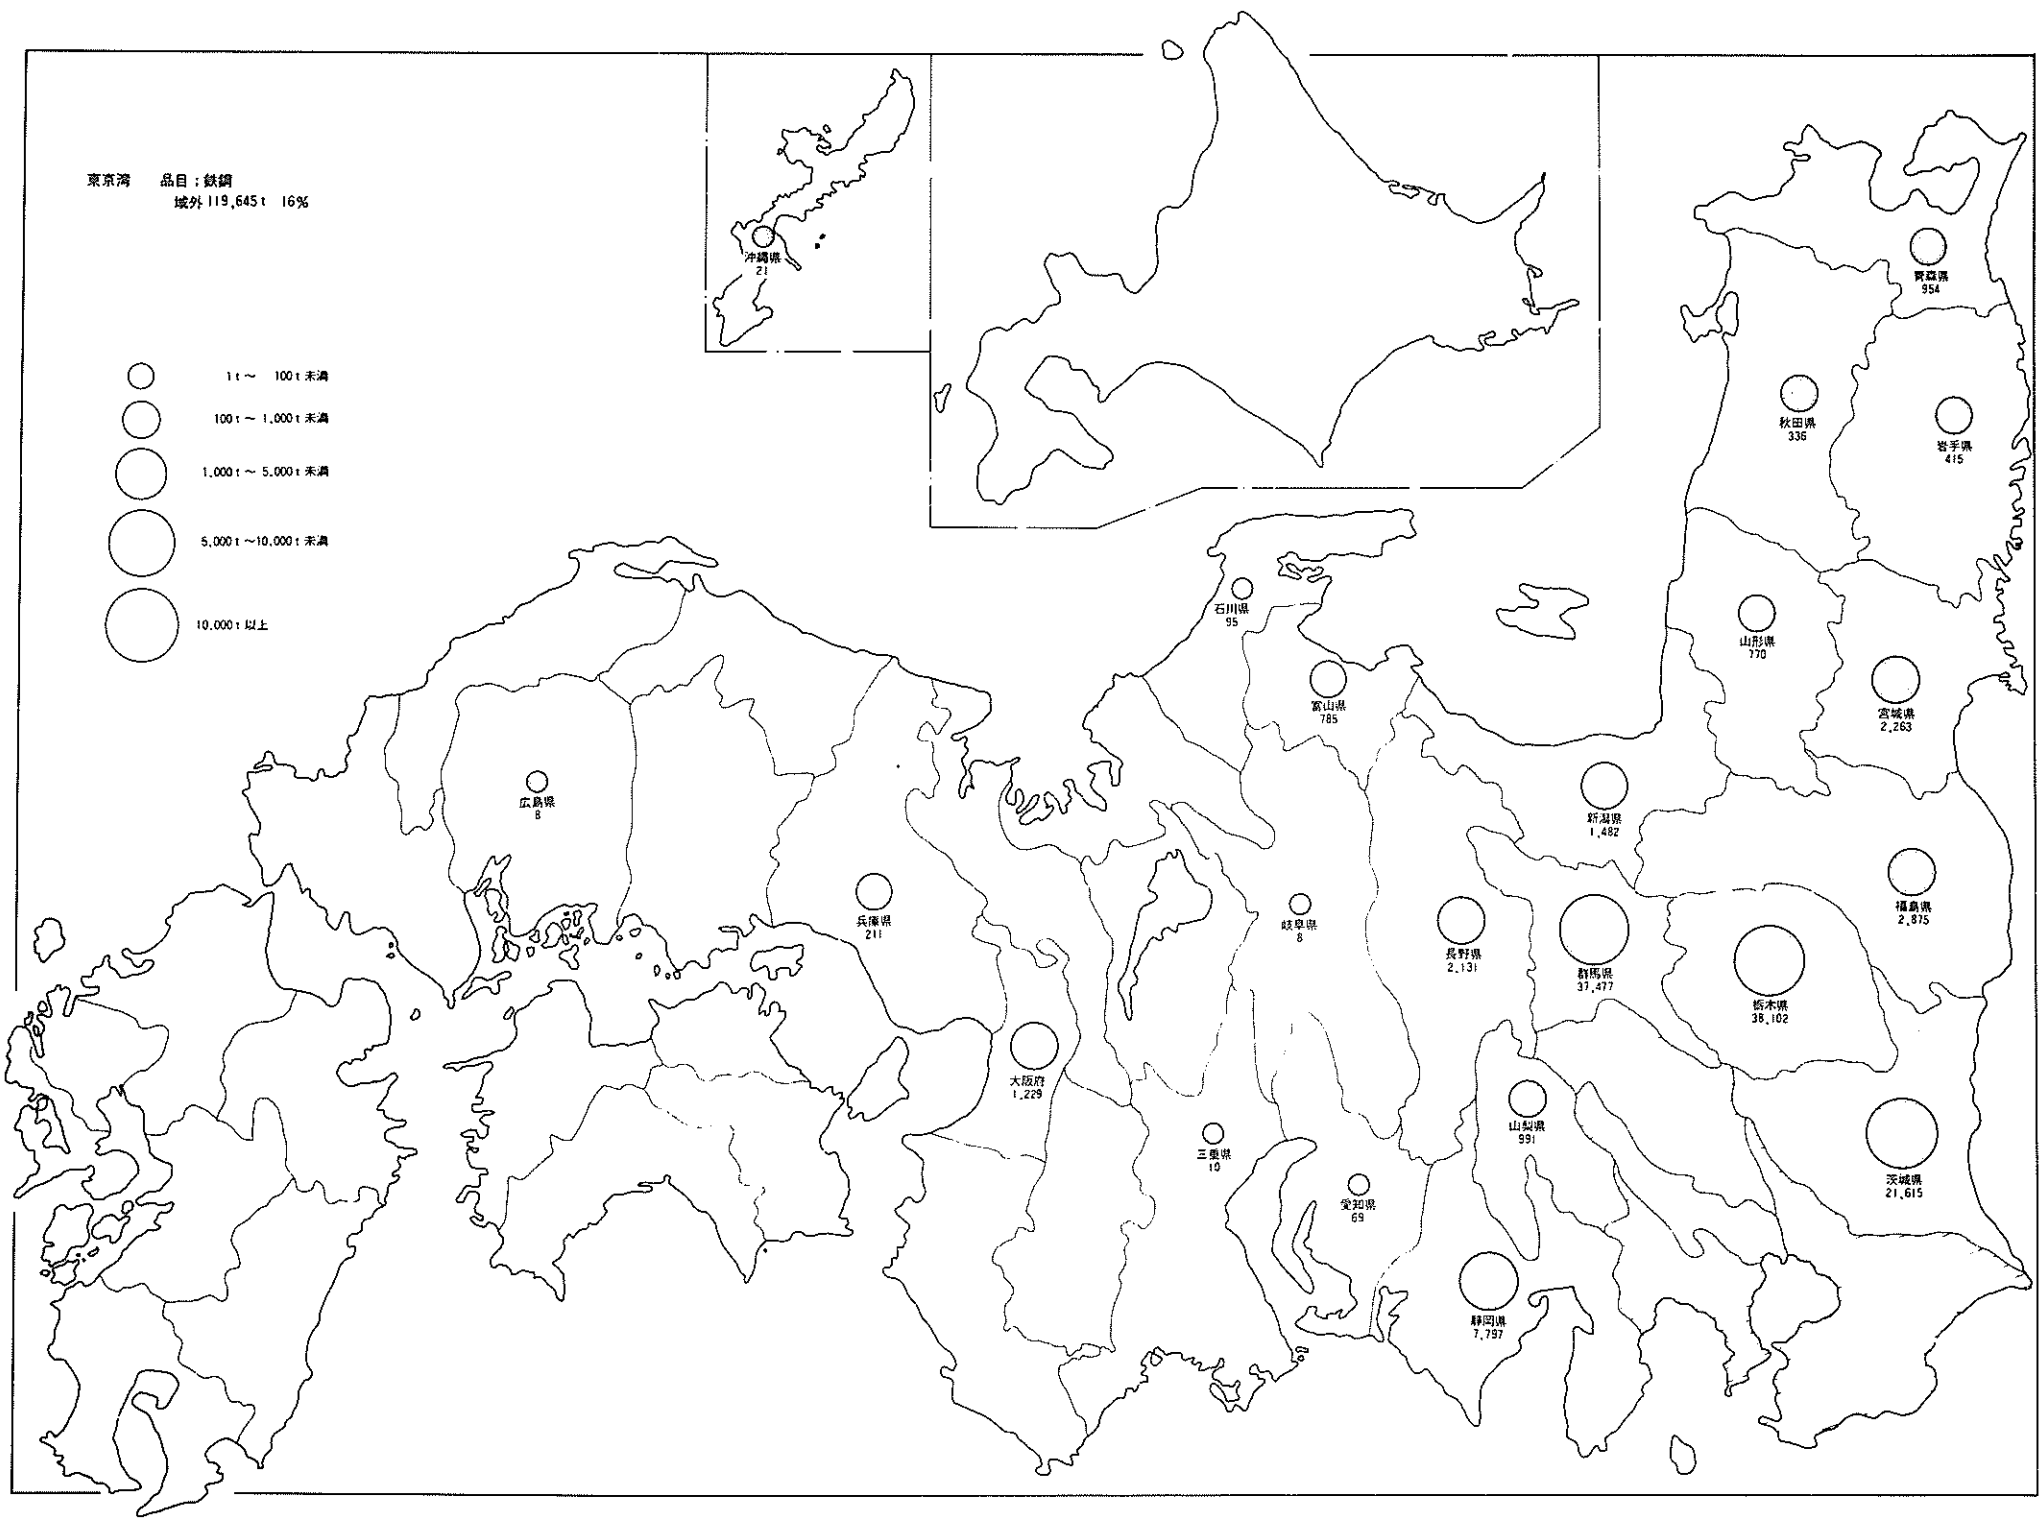 東京湾 品目；鉄鋼
域外119,645t 16%
1t～ 100t未満
100t～1,000t未満
1,000t～5,000t未満
5,000t～10,000t未満
10,000t以上
沖縄県
21
青森県
954
秋田県
336
岩手県
415
石川県
95
山形県
770
富山県
785
宮城県
2,263
広島県
8
新潟県
1,482
兵庫県
211
岐阜県
8
長野県
2,131
群馬県
37,477
福島県
2,875
栃木県
38,102
大阪府
1,229
山梨県
991
三重県
10
愛知県
69
茨城県
21,615
静岡県
7,797